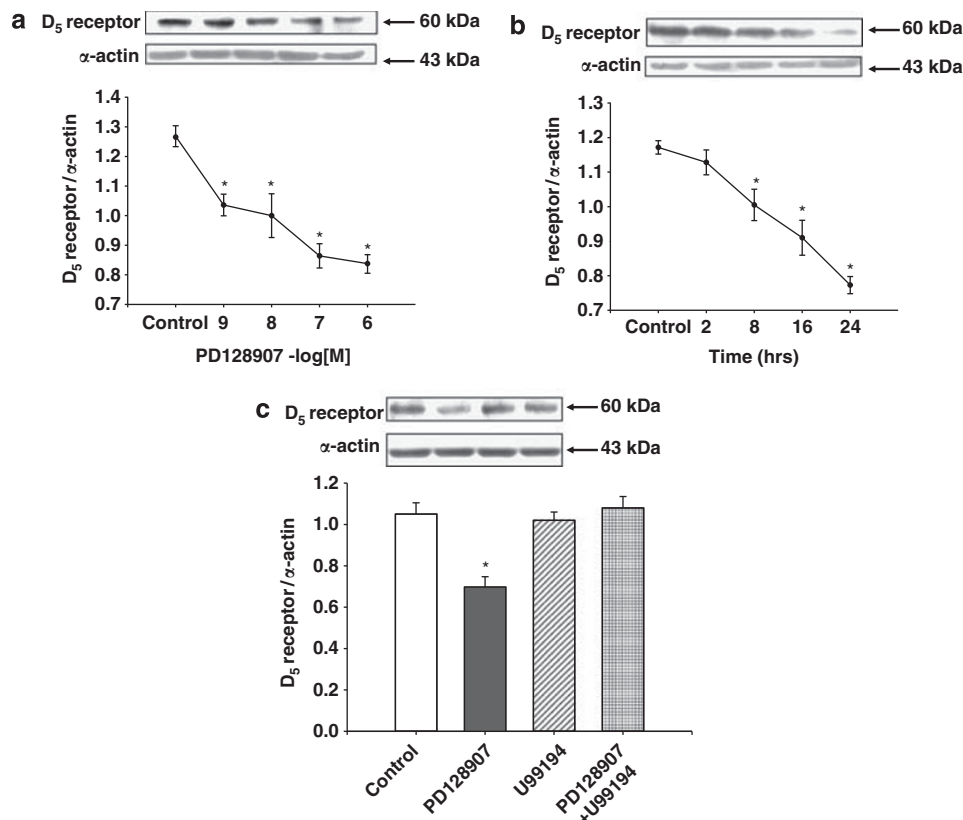 a
D₅ receptor
60 kDa
α-actin
43 kDa
D₅ receptor/α-actin
1.4
1.3
1.2
1.1
1.0
0.9
0.8
0.7
*
*
*
*
Control 9 8 7 6
PD128907 -log[M]
b
D₅ receptor
60 kDa
α-actin
43 kDa
D₅ receptor/α-actin
1.3
1.2
1.1
1.0
0.9
0.8
0.7
*
*
*
Control 2 8 16 24
Time (hrs)
c
D₅ receptor
60 kDa
α-actin
43 kDa
D₅ receptor/α-actin
1.2
1.0
0.8
0.6
0.4
0.2
0.0
*
Control
PD128907
U99194
PD128907
+U99194